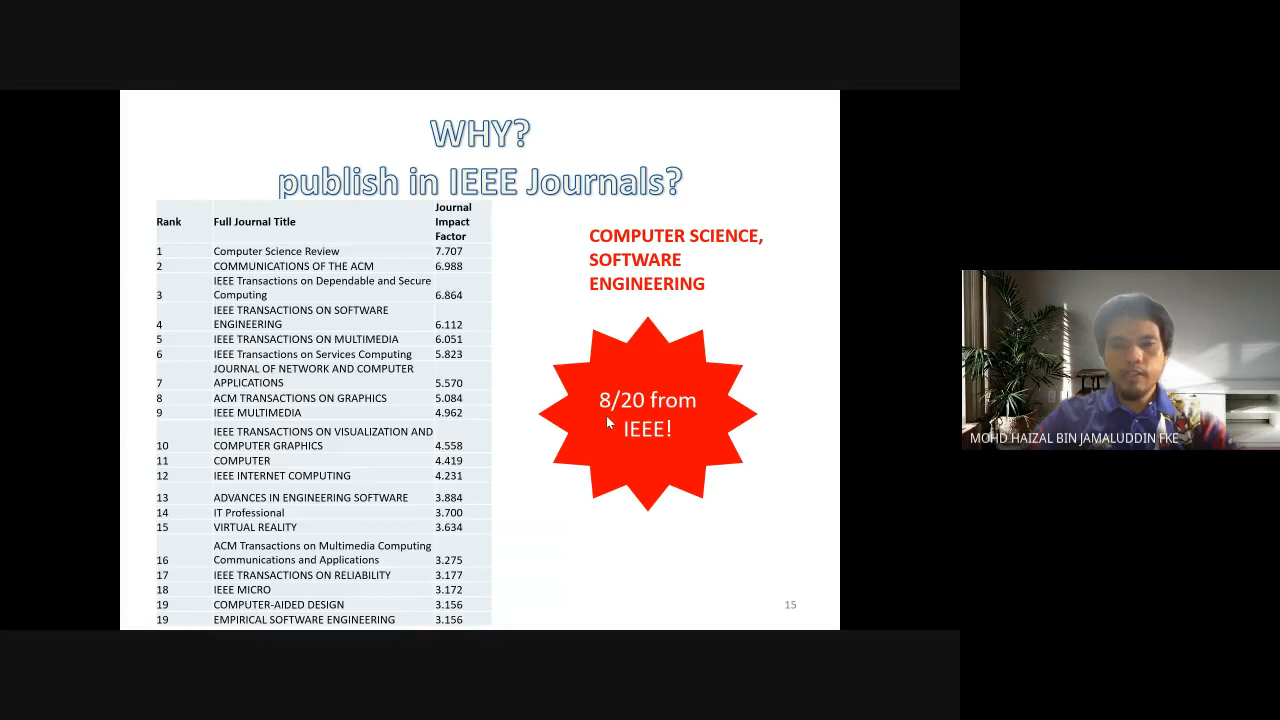 WHY?
publish in IEEE Journals?
Rank Full Journal Title Journal Impact Factor
1 Computer Science Review 7.707
2 COMMUNICATIONS OF THE ACM 6.988
3 IEEE Transactions on Dependable and Secure Computing 6.864
4 IEEE TRANSACTIONS ON SOFTWARE ENGINEERING 6.112
5 IEEE TRANSACTIONS ON MULTIMEDIA 6.051
6 IEEE Transactions on Services Computing 5.823
7 JOURNAL OF NETWORK AND COMPUTER APPLICATIONS 5.570
8 ACM TRANSACTIONS ON GRAPHICS 5.084
9 IEEE MULTIMEDIA 4.962
10 IEEE TRANSACTIONS ON VISUALIZATION AND COMPUTER GRAPHICS 4.558
11 COMPUTER 4.419
12 IEEE INTERNET COMPUTING 4.231
13 ADVANCES IN ENGINEERING SOFTWARE 3.884
14 IT Professional 3.700
15 VIRTUAL REALITY 3.634
16 ACM Transactions on Multimedia Computing Communications and Applications 3.275
17 IEEE TRANSACTIONS ON RELIABILITY 3.177
18 IEEE MICRO 3.172
19 COMPUTER-AIDED DESIGN 3.156
19 EMPIRICAL SOFTWARE ENGINEERING 3.156
COMPUTER SCIENCE,
SOFTWARE
ENGINEERING
8/20 from
IEEE!
15
MOHD HAIZAL BIN JAMALUDDIN FKE